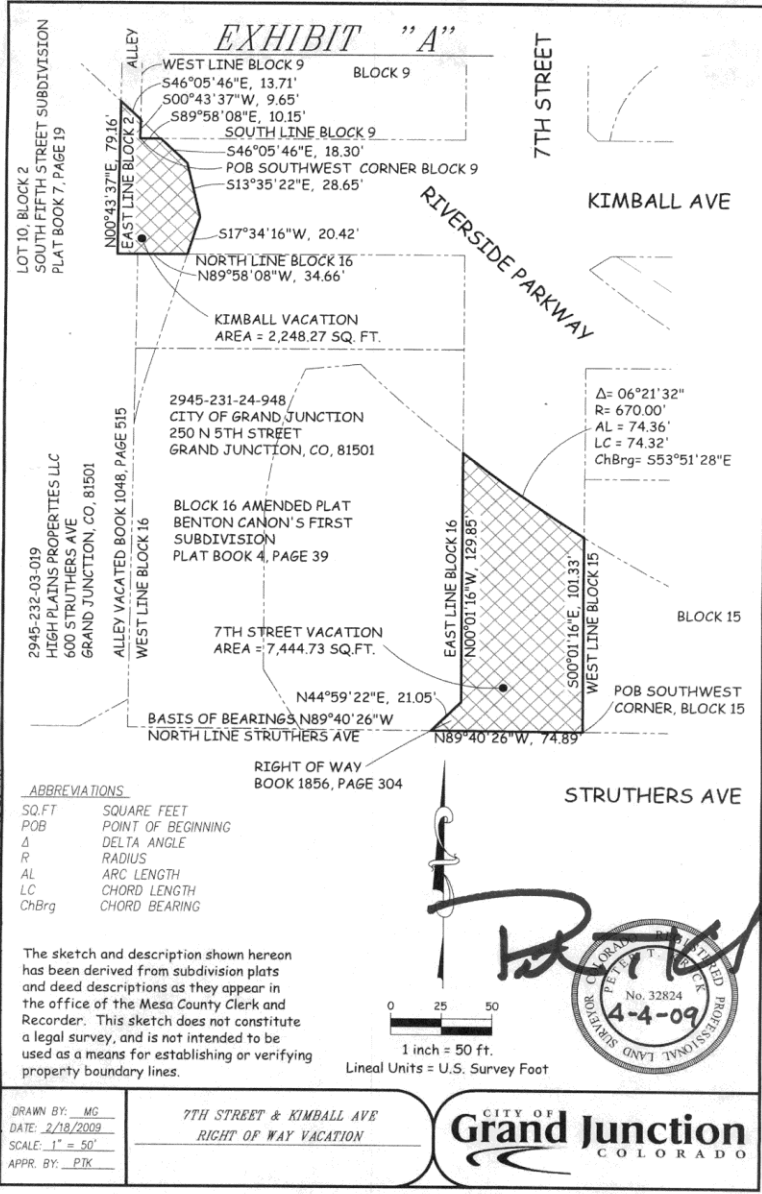 EXHIBIT "A"
LOT 10, BLOCK 2
SOUTH FIFTH STREET SUBDIVISION
PLAT BOOK 7, PAGE 19
ALLEY
WEST LINE BLOCK 9
S46°05'46"E, 13.71'
S00°43'37"W, 9.65'
S89°58'08"E, 10.15'
BLOCK 9
SOUTH LINE BLOCK 9
S46°05'46"E, 18.30'
POB SOUTHWEST CORNER BLOCK 9
S13°35'22"E, 28.65'
S17°34'16"W, 20.42'
N00°43'37"E, 79.16'
EAST LINE BLOCK 2
NORTH LINE BLOCK 16
N89°58'08"W, 34.66'
KIMBALL VACATION
AREA = 2,248.27 SQ. FT.
7TH STREET
KIMBALL AVE
RIVERSIDE PARKWAY
2945-231-24-948
CITY OF GRAND JUNCTION
250 N 5TH STREET
GRAND JUNCTION, CO, 81501
Δ= 06°21'32"
R= 670.00'
AL = 74.36'
LC = 74.32'
ChBrg= S53°51'28"E
2945-232-03-019
HIGH PLAINS PROPERTIES LLC
600 STRUTHERS AVE
GRAND JUNCTION, CO, 81501
ALLEY VACATED BOOK 1048, PAGE 515
WEST LINE BLOCK 16
BLOCK 16 AMENDED PLAT
BENTON CANON'S FIRST
SUBDIVISION
PLAT BOOK 4, PAGE 39
EAST LINE BLOCK 16
N00°01'16"W, 129.85'
S00°01'16"E, 101.33'
WEST LINE BLOCK 15
BLOCK 15
7TH STREET VACATION
AREA = 7,444.73 SQ.FT.
N44°59'22"E, 21.05'
POB SOUTHWEST
CORNER, BLOCK 15
BASIS OF BEARINGS N89°40'26"W
NORTH LINE STRUTHERS AVE
N89°40'26"W, 74.89'
RIGHT OF WAY
BOOK 1856, PAGE 304
STRUTHERS AVE
ABBREVIATIONS
SQ.FT SQUARE FEET
POB POINT OF BEGINNING
Δ DELTA ANGLE
R RADIUS
AL ARC LENGTH
LC CHORD LENGTH
ChBrg CHORD BEARING
The sketch and description shown hereon
has been derived from subdivision plats
and deed descriptions as they appear in
the office of the Mesa County Clerk and
Recorder. This sketch does not constitute
a legal survey, and is not intended to be
used as a means for establishing or verifying
property boundary lines.
0 25 50
1 inch = 50 ft.
Lineal Units = U.S. Survey Foot
COLORADO REGISTERED
PROFESSIONAL LAND SURVEYOR
PETER T.
No. 32824
4-4-09
DRAWN BY: MG
DATE: 2/18/2009
SCALE: 1" = 50'
APPR. BY: PTK
7TH STREET & KIMBALL AVE
RIGHT OF WAY VACATION
CITY OF
Grand Junction
COLORADO